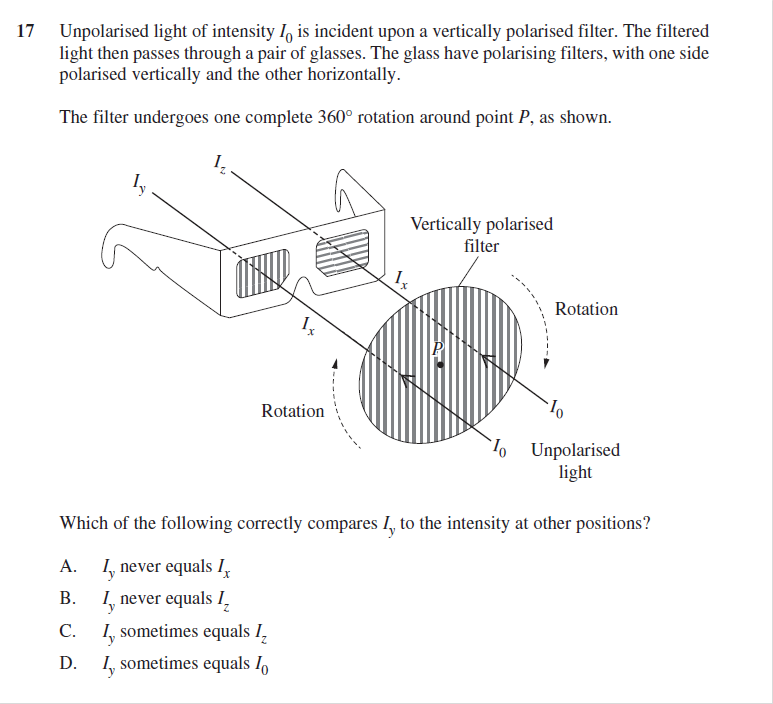 17 Unpolarised light of intensity I₀ is incident upon a vertically polarised filter. The filtered
light then passes through a pair of glasses. The glass have polarising filters, with one side
polarised vertically and the other horizontally.
The filter undergoes one complete 360° rotation around point P, as shown.
I_z
I_y
Vertically polarised
filter
I_x
Rotation
I_x
P
Rotation
I₀
I₀
Unpolarised
light
Which of the following correctly compares I_y to the intensity at other positions?
A. I_y never equals I_x
B. I_y never equals I_z
C. I_y sometimes equals I_z
D. I_y sometimes equals I₀